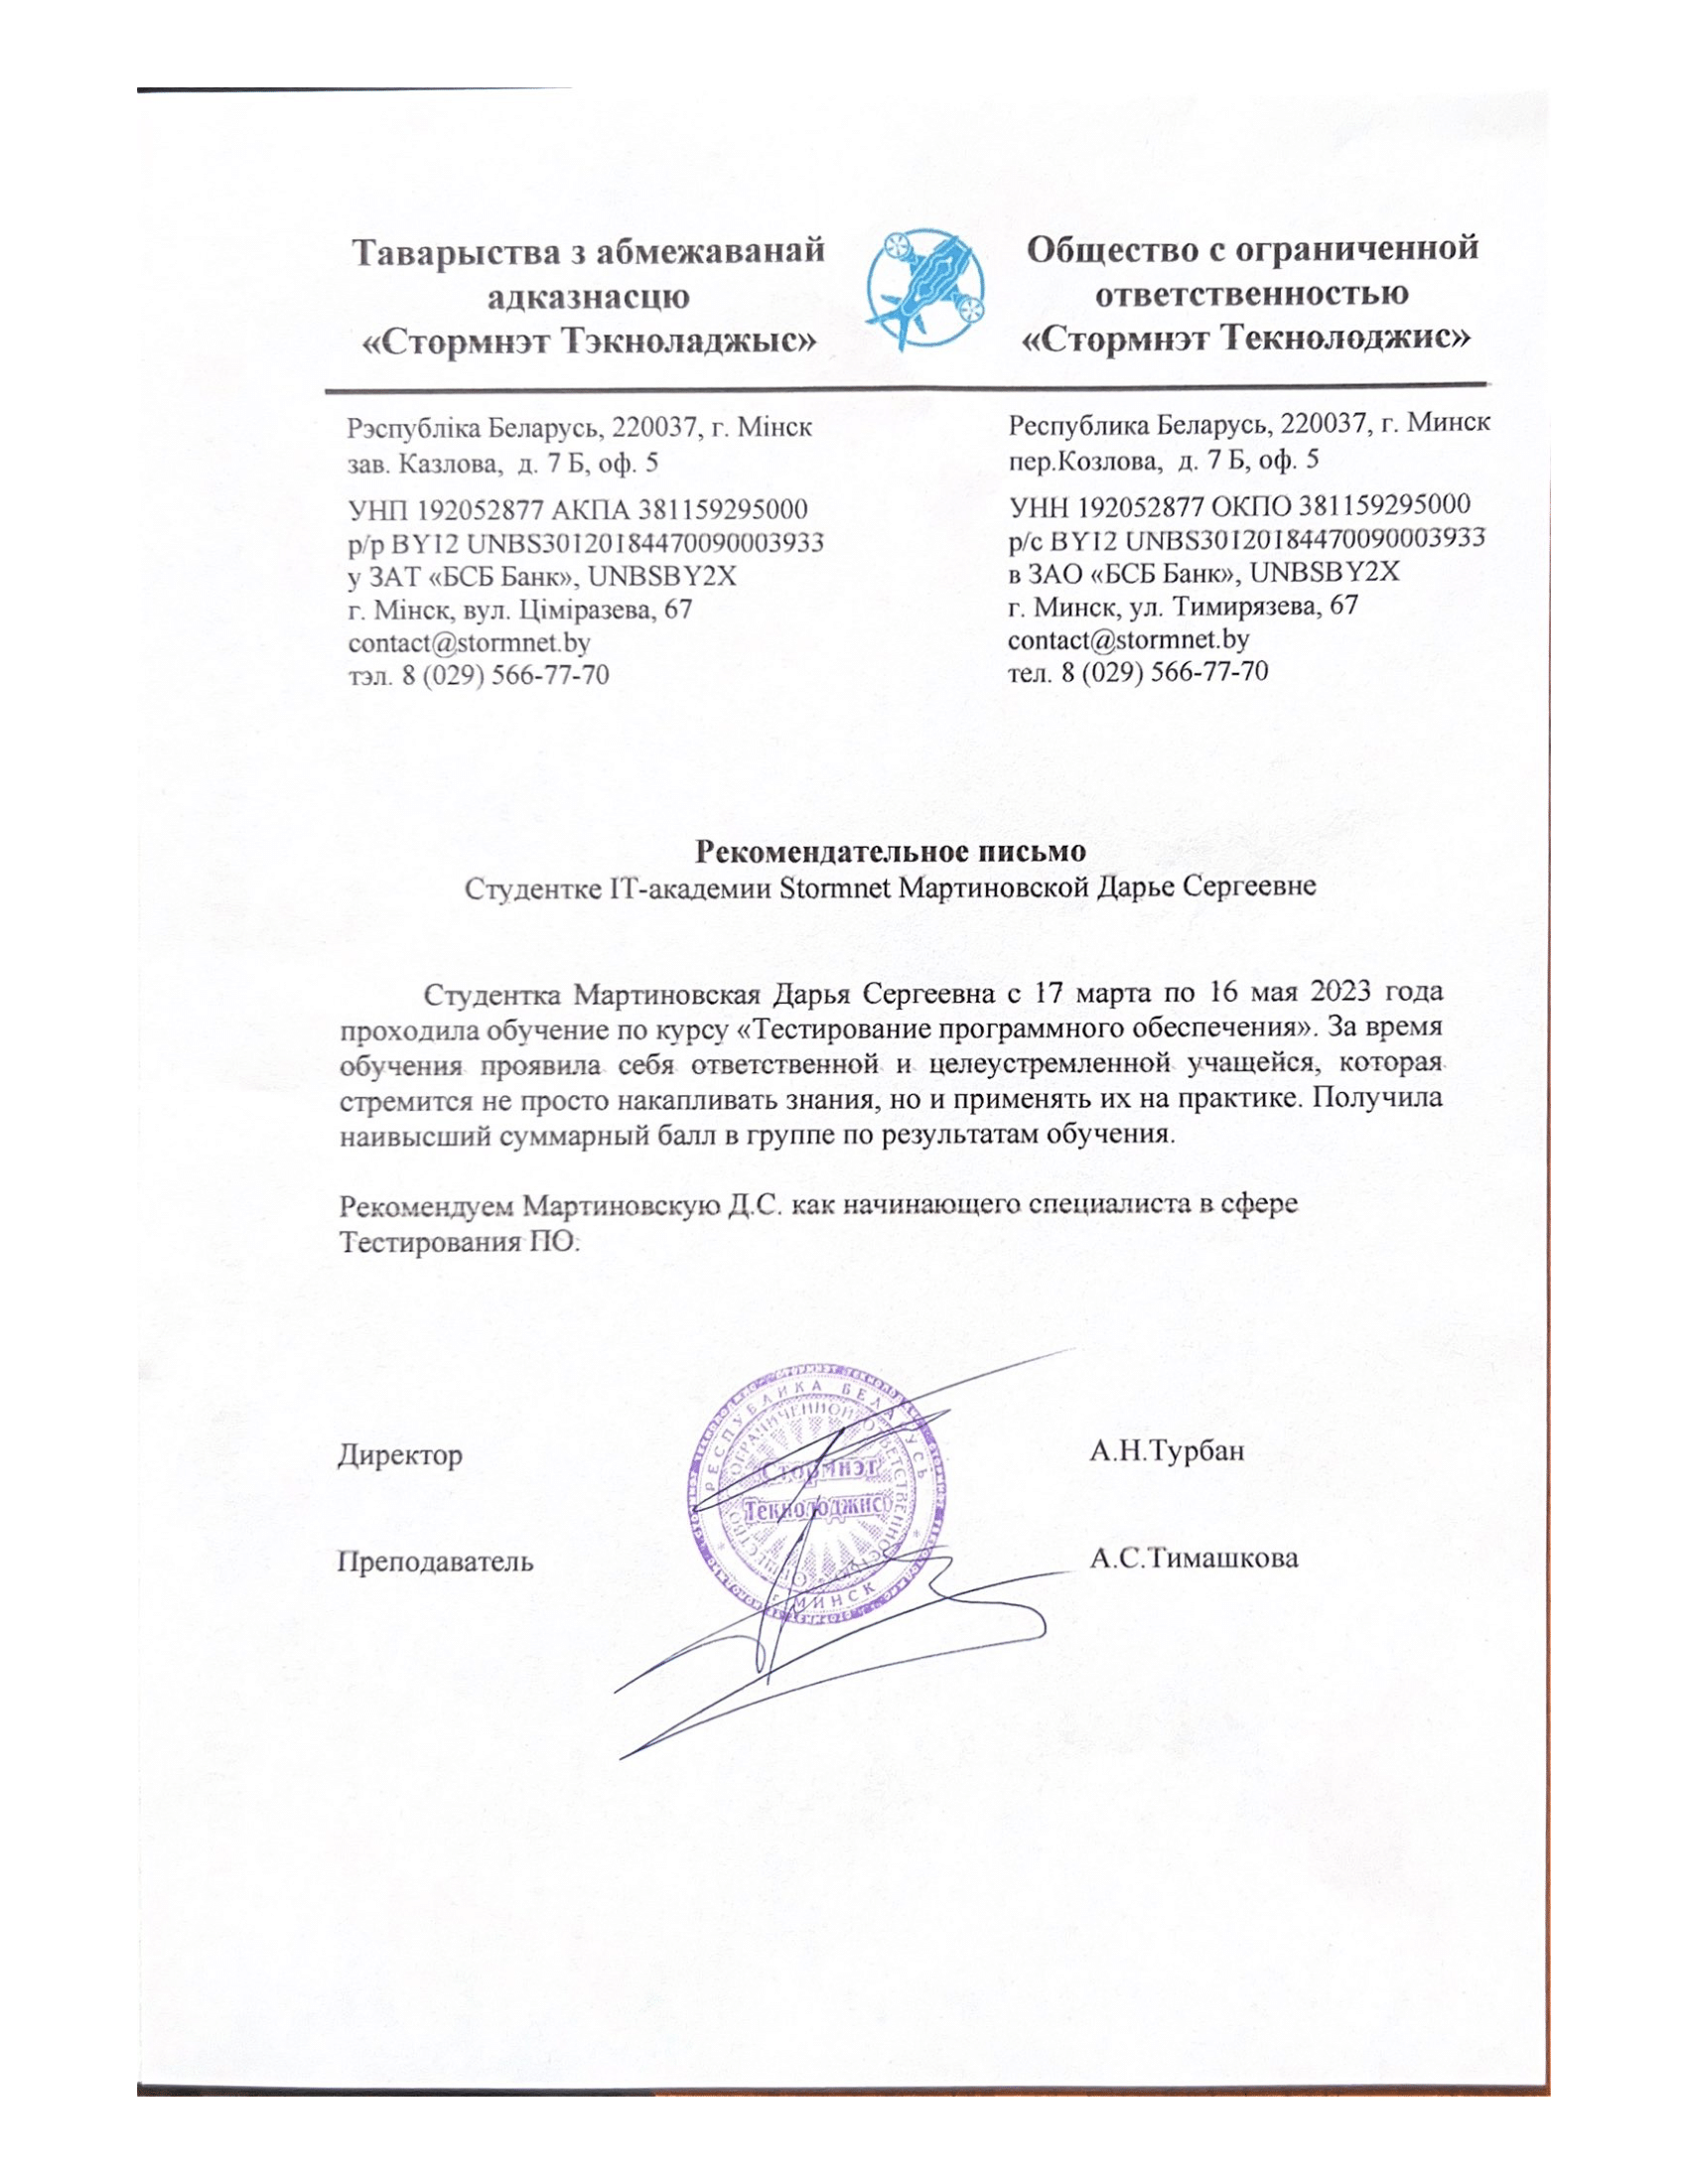 Таварыства з абмежаванай
адказнасцю
«Стормнэт Тэкноладжыс»
Общество с ограниченной
ответственностью
«Стормнэт Текнолоджис»
Рэспубліка Беларусь, 220037, г. Мінск
зав. Казлова, д. 7 Б, оф. 5
УНП 192052877 АКПА 381159295000
р/р BY12 UNBS30120184470090003933
у ЗАТ «БСБ Банк», UNBSBY2X
г. Мінск, вул. Ціміразева, 67
contact@stormnet.by
тэл. 8 (029) 566-77-70
Республика Беларусь, 220037, г. Минск
пер.Козлова, д. 7 Б, оф. 5
УНН 192052877 ОКПО 381159295000
р/с BY12 UNBS30120184470090003933
в ЗАО «БСБ Банк», UNBSBY2X
г. Минск, ул. Тимирязева, 67
contact@stormnet.by
тел. 8 (029) 566-77-70
Рекомендательное письмо
Студентке IT-академии Stormnet Мартиновской Дарье Сергеевне
Студентка Мартиновская Дарья Сергеевна с 17 марта по 16 мая 2023 года
проходила обучение по курсу «Тестирование программного обеспечения». За время
обучения проявила себя ответственной и целеустремленной учащейся, которая
стремится не просто накапливать знания, но и применять их на практике. Получила
наивысший суммарный балл в группе по результатам обучения.
Рекомендуем Мартиновскую Д.С. как начинающего специалиста в сфере
Тестирования ПО.
Директор
А.Н.Турбан
РЕСПУБЛИКА БЕЛАРУСЬ
ОГРАНИЧЕННОЙ ОТВЕТСТВЕННОСТЬЮ
Стормнэт
Текнолоджис
г. МИНСК
Преподаватель
А.С.Тимашкова